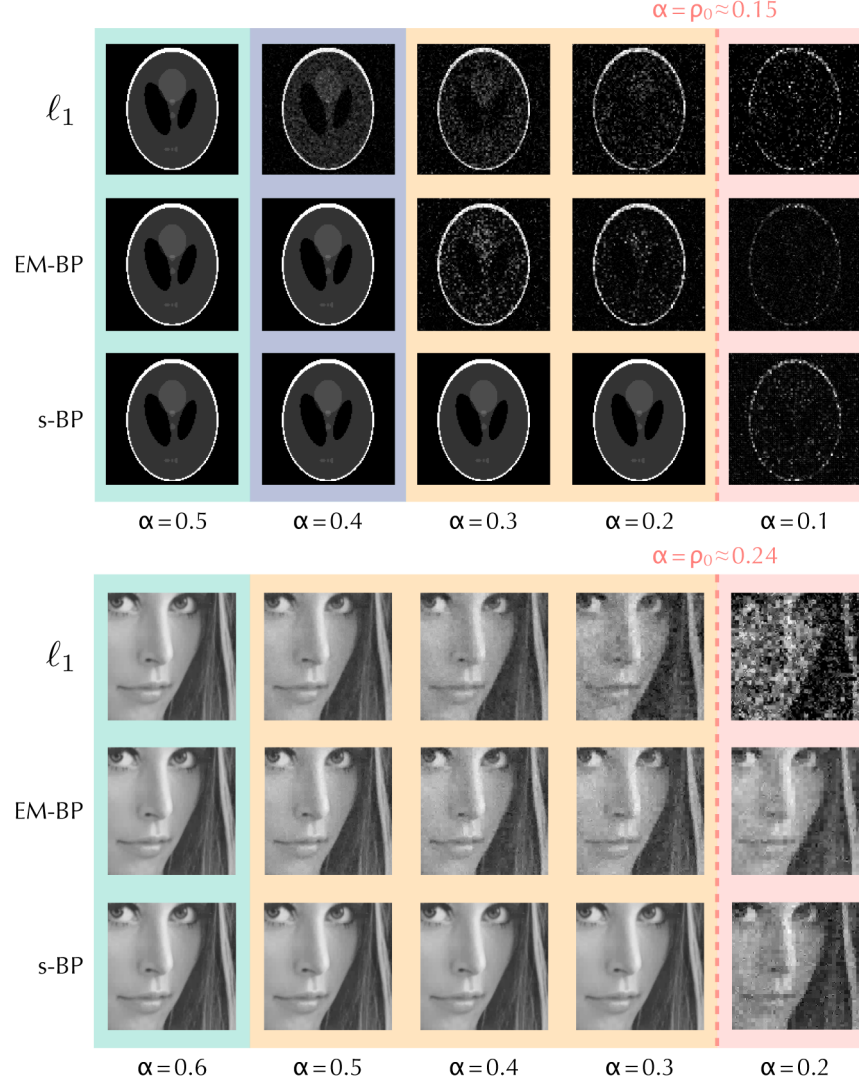 α = ρ₀ ≈ 0.15
ℓ₁
EM-BP
s-BP
α = 0.5 α = 0.4 α = 0.3 α = 0.2 α = 0.1
α = ρ₀ ≈ 0.24
ℓ₁
EM-BP
s-BP
α = 0.6 α = 0.5 α = 0.4 α = 0.3 α = 0.2